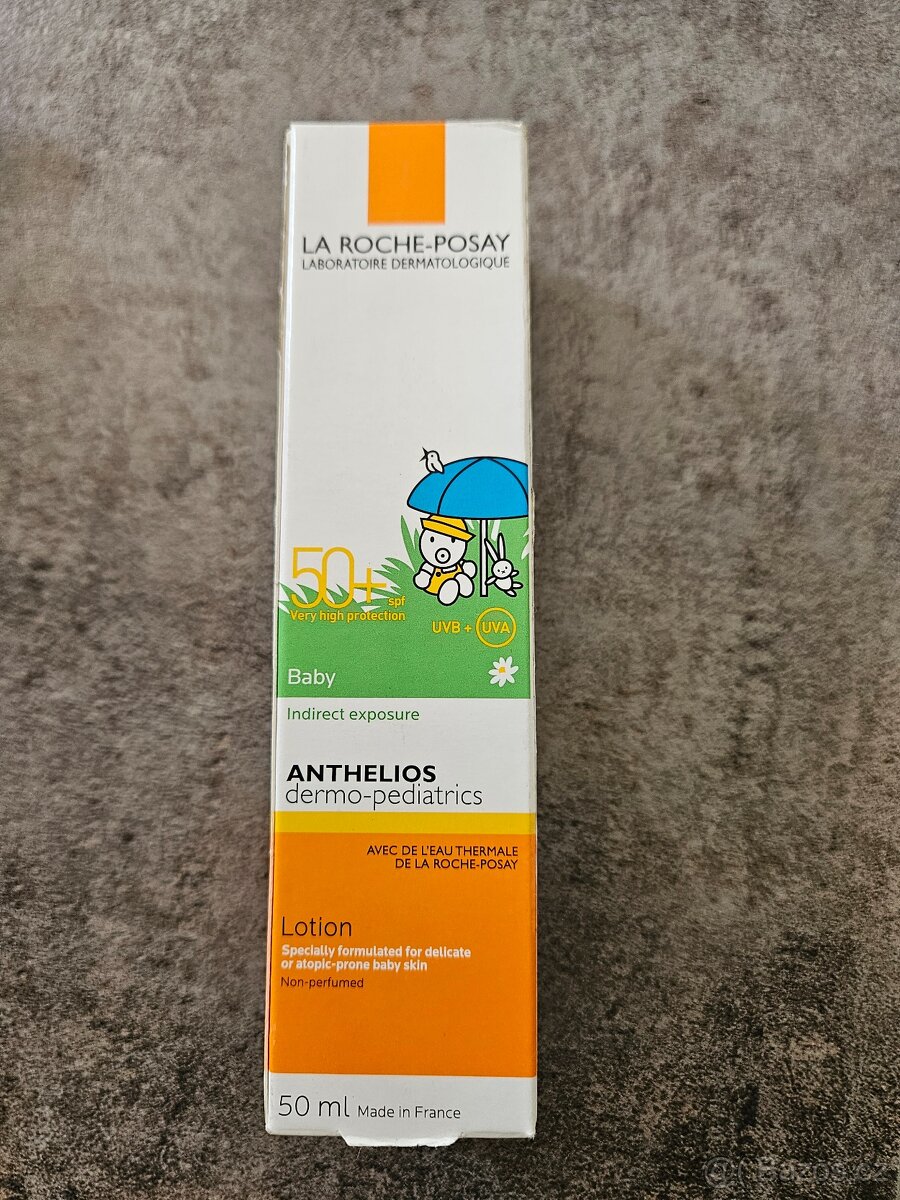 LA ROCHE-POSAY
LABORATOIRE DERMATOLOGIQUE
50+ spf
Very high protection
UVB + UVA
Baby
Indirect exposure
ANTHELIOS
dermo-pediatrics
AVEC DE L'EAU THERMALE
DE LA ROCHE-POSAY
Lotion
Specially formulated for delicate
or atopic-prone baby skin
Non-perfumed
50 ml Made in France
Bazos.cz